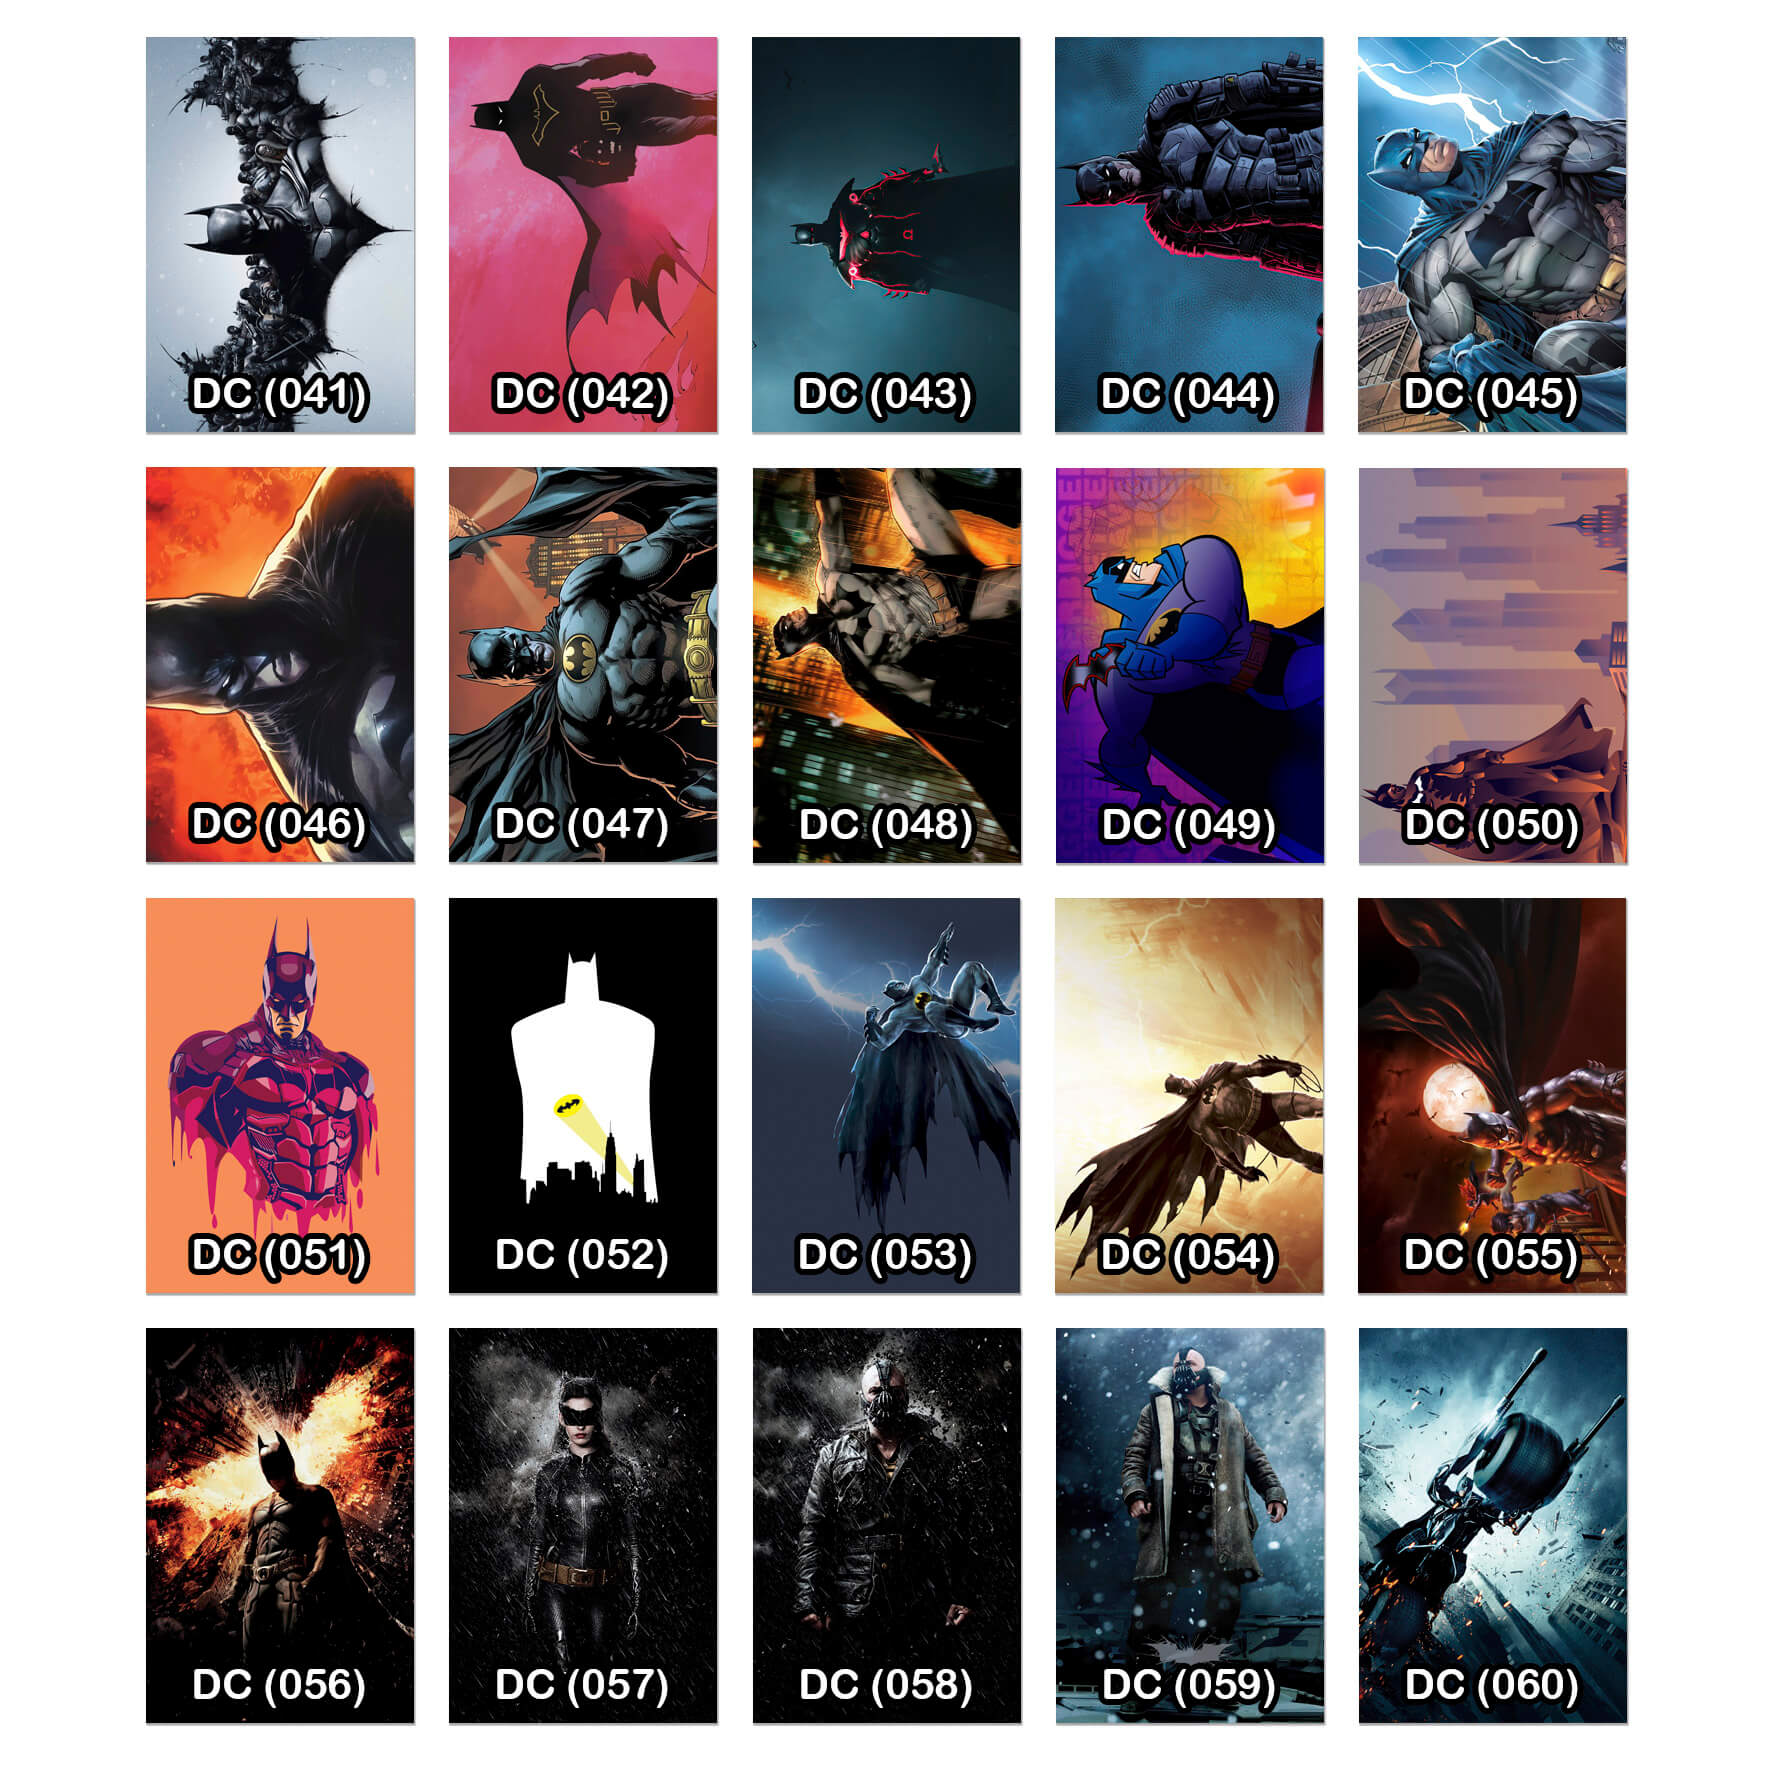 DC (041)
DC (042)
DC (043)
DC (044)
DC (045)
DC (046)
DC (047)
DC (048)
DC (049)
DC (050)
DC (051)
DC (052)
DC (053)
DC (054)
DC (055)
DC (056)
DC (057)
DC (058)
DC (059)
DC (060)